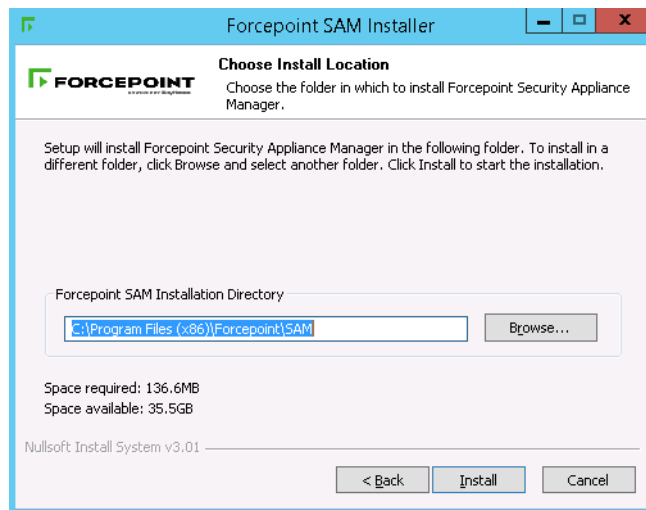 Forcepoint SAM Installer
FORCEPOINT
Choose Install Location
Choose the folder in which to install Forcepoint Security Appliance
Manager.
Setup will install Forcepoint Security Appliance Manager in the following folder. To install in a
different folder, click Browse and select another folder. Click Install to start the installation.
Forcepoint SAM Installation Directory
C:\Program Files (x86)\Forcepoint\SAM
Browse...
Space required: 136.6MB
Space available: 35.5GB
Nullsoft Install System v3.01
< Back
Install
Cancel